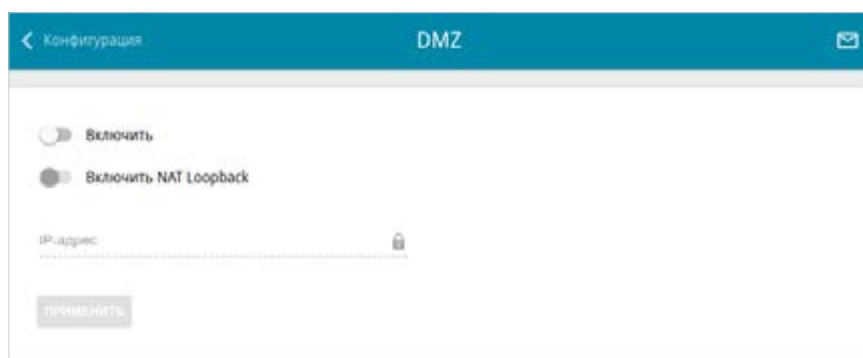 Конфигурация
DMZ
Включить
Включить NAT Loopback
IP-адрес
ПРИМЕНИТЬ